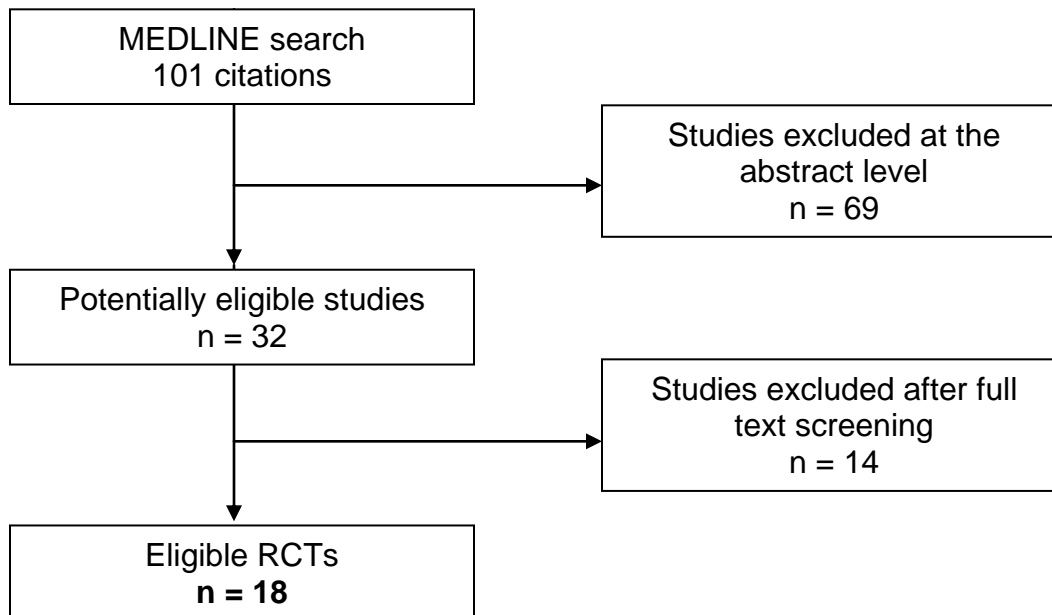 MEDLINE search
101 citations
Studies excluded at the
abstract level
n = 69
Potentially eligible studies
n = 32
Studies excluded after full
text screening
n = 14
Eligible RCTs
n = 18